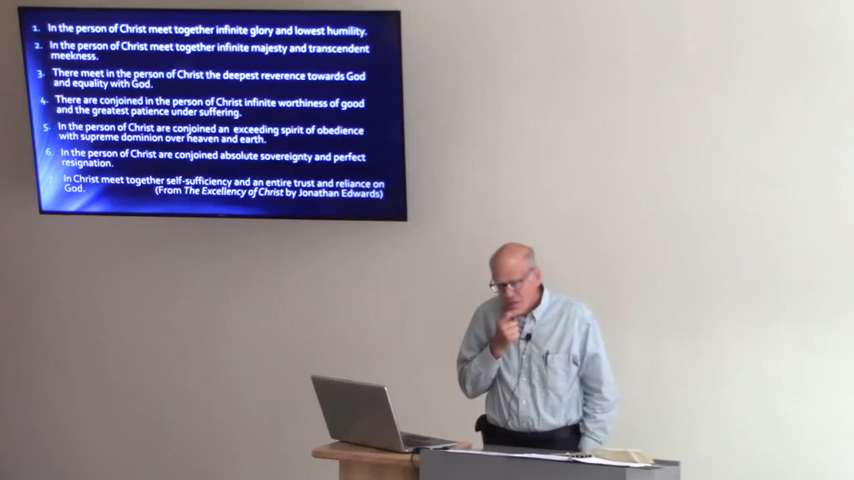 1. In the person of Christ meet together infinite glory and lowest humility.
2. In the person of Christ meet together infinite majesty and transcendent
meekness.
3. There meet in the person of Christ the deepest reverence towards God
and equality with God.
4. There are conjoined in the person of Christ infinite worthiness of good
and the greatest patience under suffering.
5. In the person of Christ are conjoined an exceeding spirit of obedience
with supreme dominion over heaven and earth.
6. In the person of Christ are conjoined absolute sovereignty and perfect
resignation.
7. In Christ meet together self-sufficiency and an entire trust and reliance on
God. (From The Excellency of Christ by Jonathan Edwards)